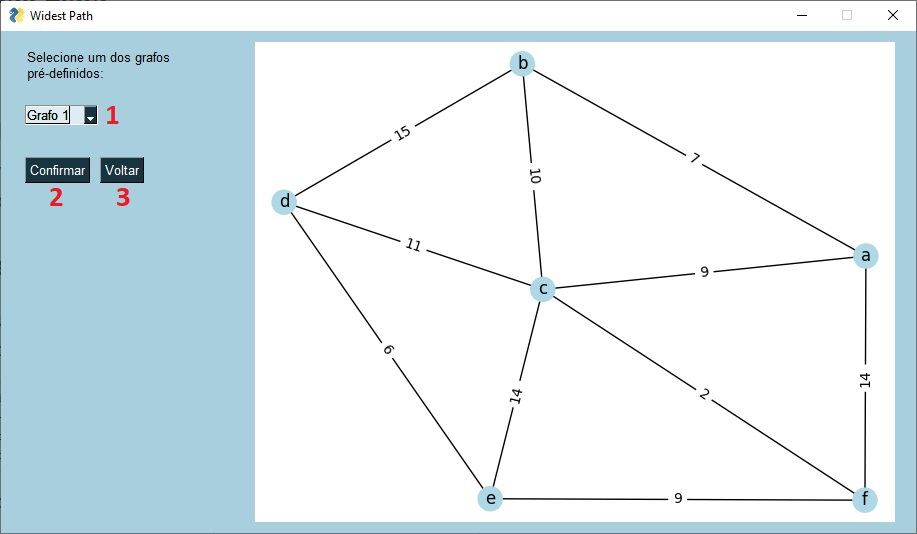 Widest Path
Selecione um dos grafos
pré-definidos:
Grafo 1
1
Confirmar
Voltar
2
3
b
15
7
10
d
11
a
c
9
6
14
2
14
e
9
f